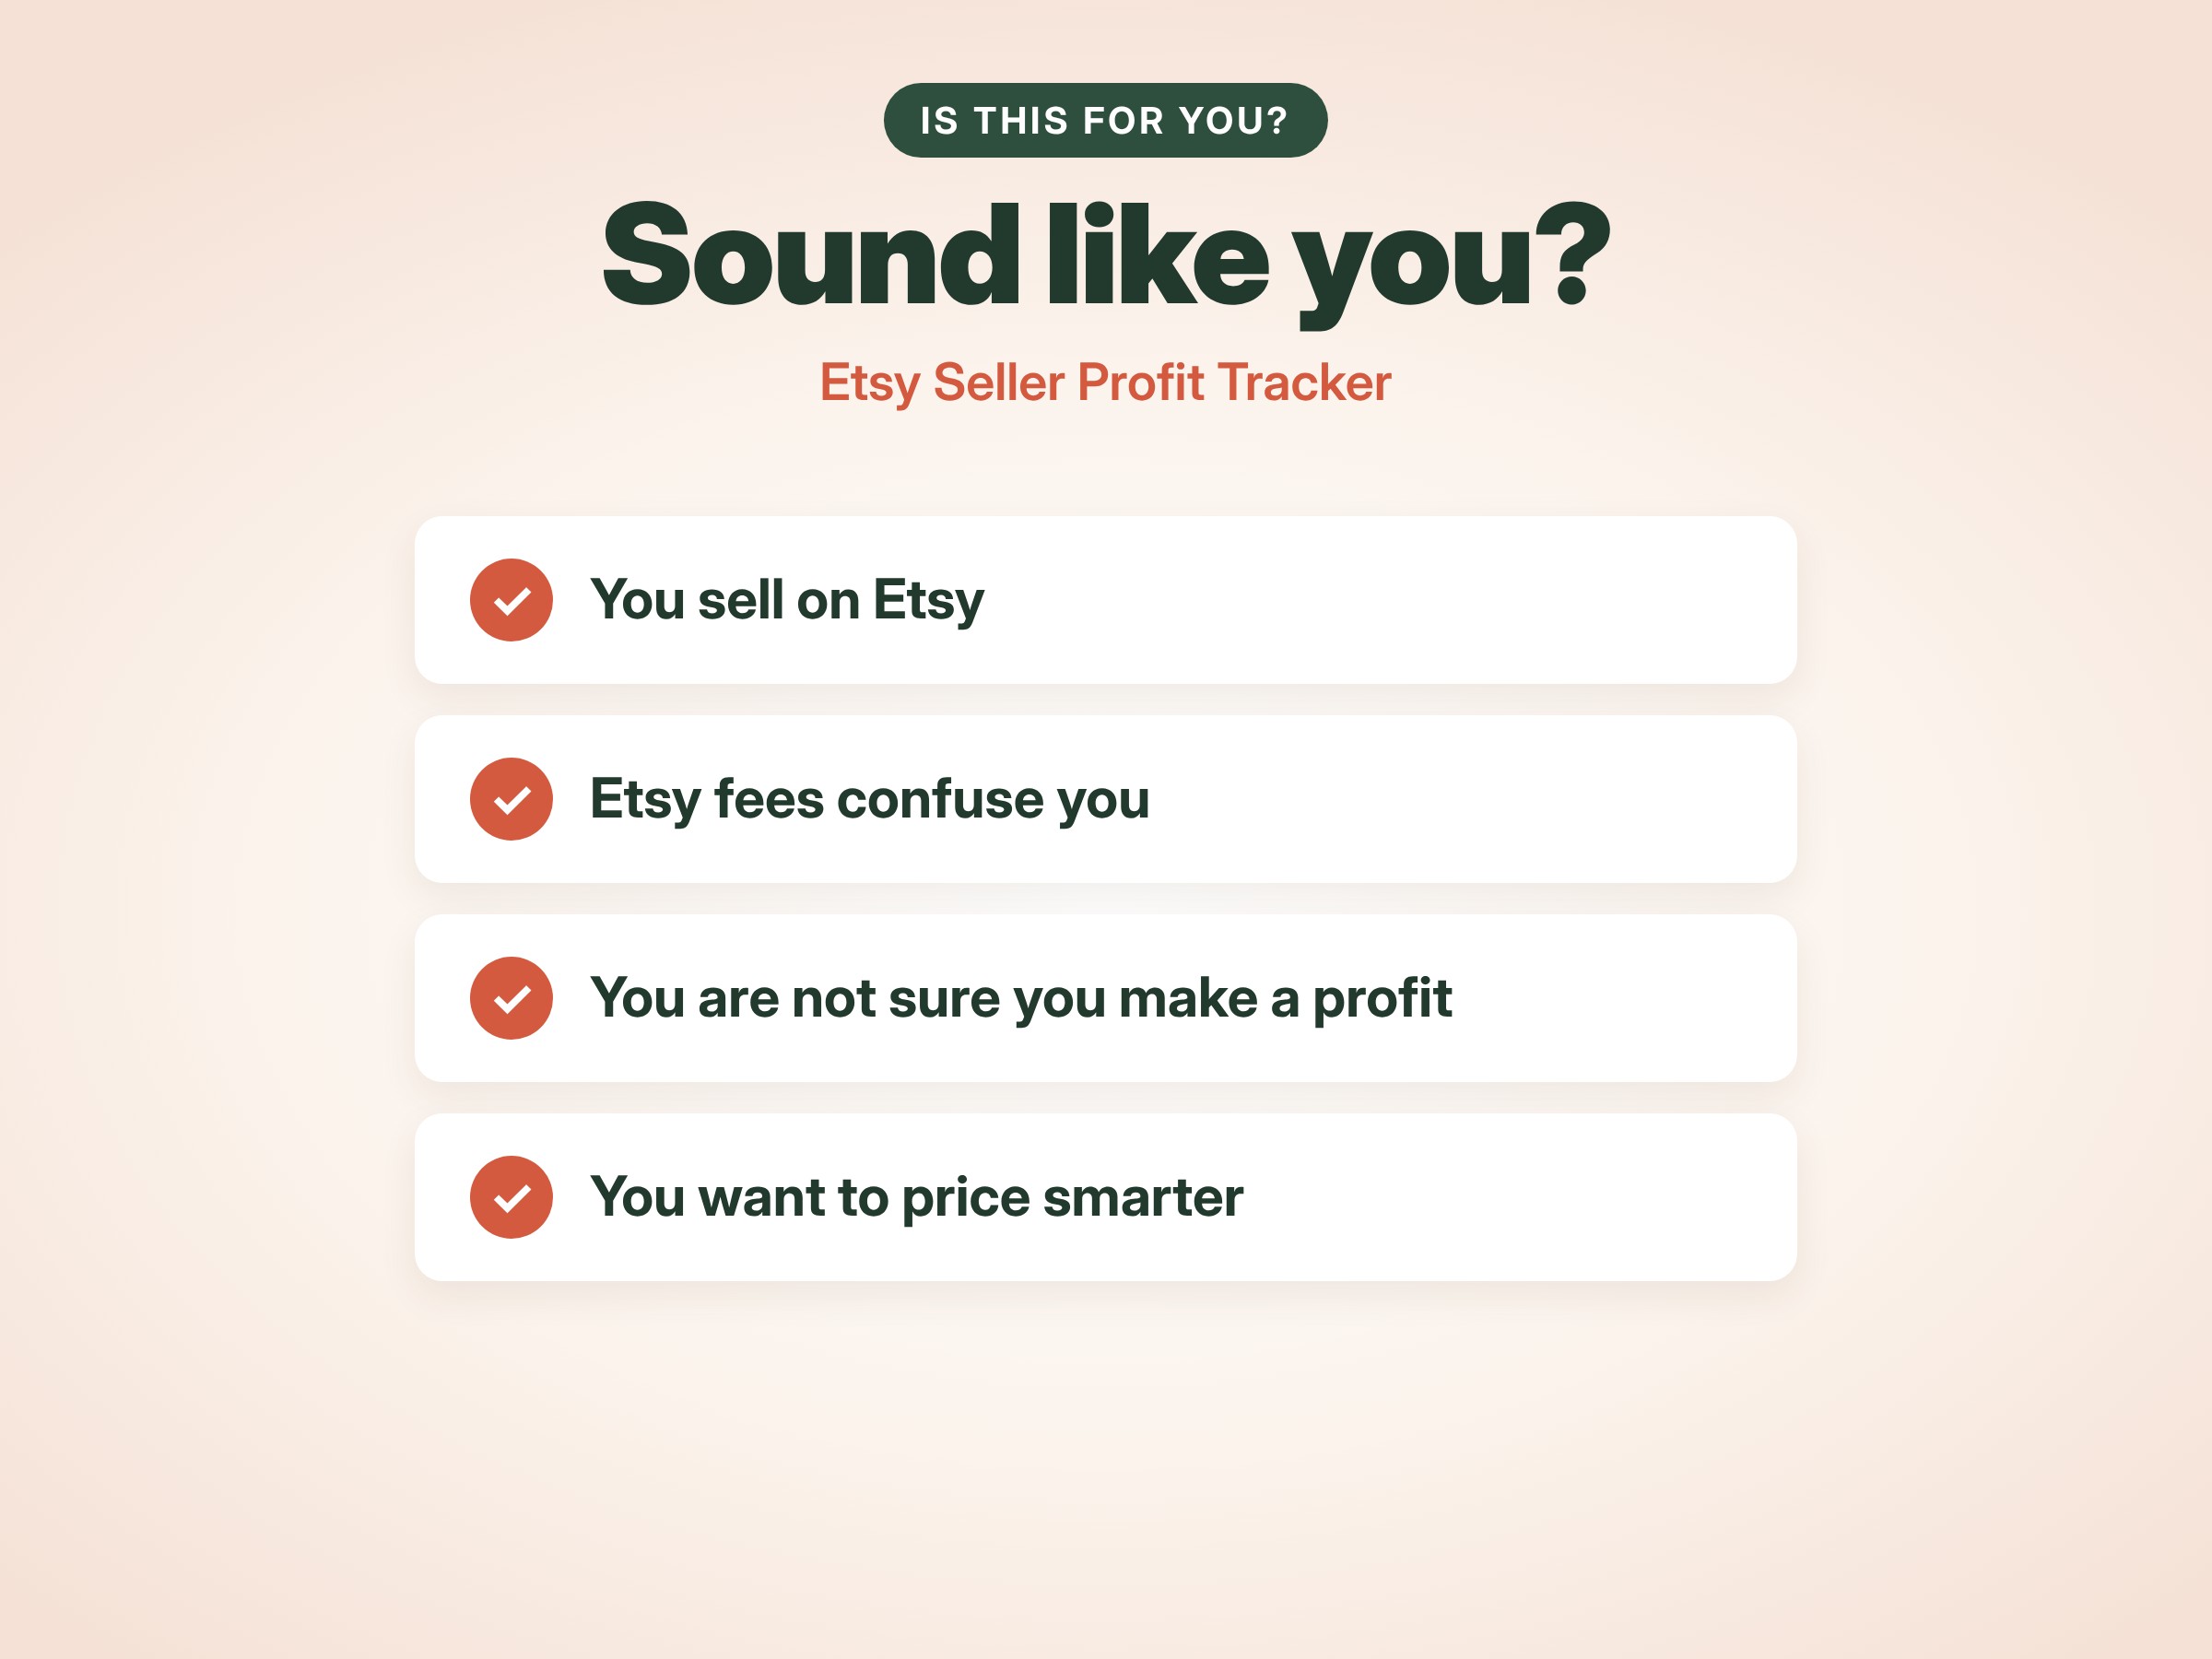 IS THIS FOR YOU?
Sound like you?
Etsy Seller Profit Tracker
You sell on Etsy
Etsy fees confuse you
You are not sure you make a profit
You want to price smarter